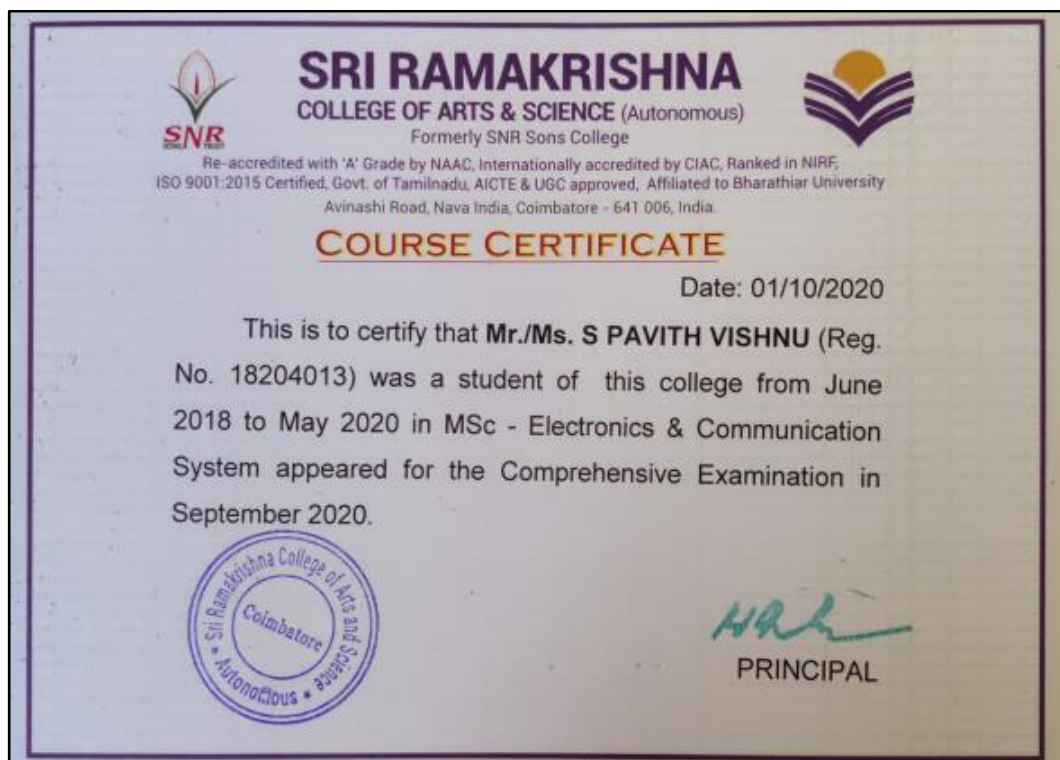 SRI RAMAKRISHNA
COLLEGE OF ARTS & SCIENCE (Autonomous)
Formerly SNR Sons College
SNR
Re-accredited with 'A' Grade by NAAC, Internationally accredited by CIAC, Ranked in NIRF,
ISO 9001:2015 Certified, Govt. of Tamilnadu, AICTE & UGC approved, Affiliated to Bharathiar University
Avinashi Road, Nava India, Coimbatore - 641 006, India.
COURSE CERTIFICATE
Date: 01/10/2020
This is to certify that Mr./Ms. S PAVITH VISHNU (Reg.
No. 18204013) was a student of this college from June
2018 to May 2020 in MSc - Electronics & Communication
System appeared for the Comprehensive Examination in
September 2020.
Sri Ramakrishna College of Arts and Science
Coimbatore
Autonomous
PRINCIPAL